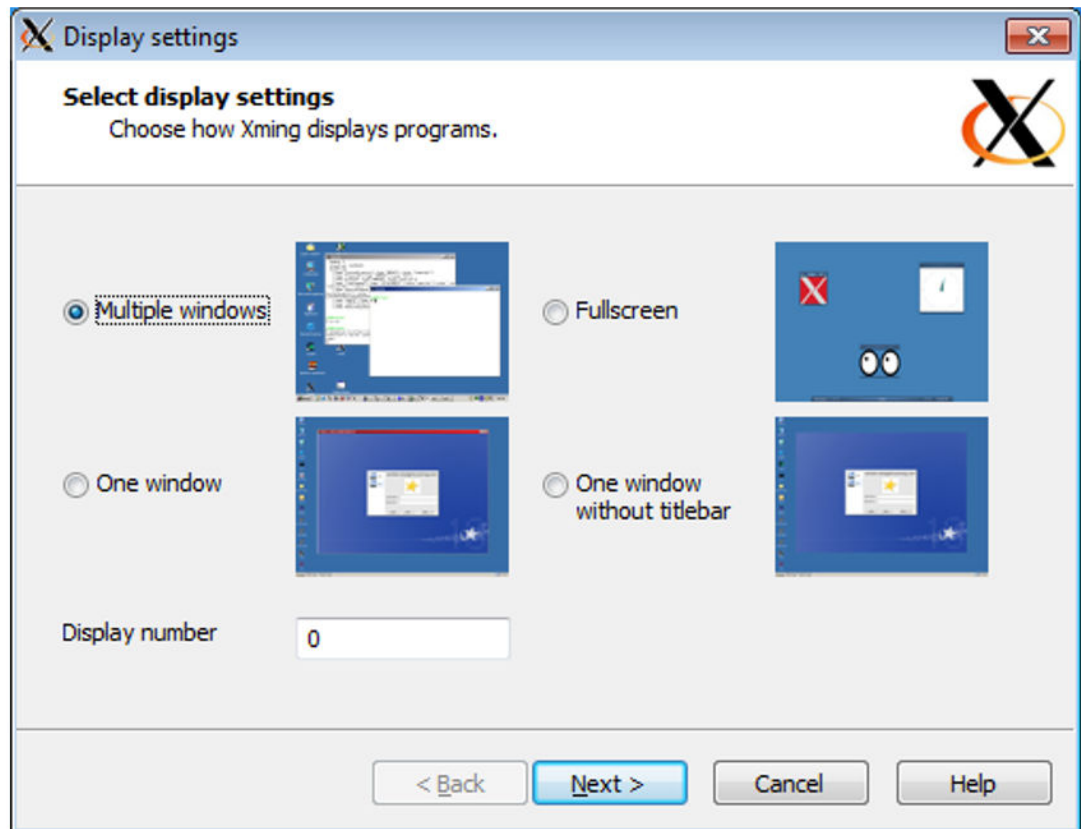 Display settings
Select display settings
Choose how Xming displays programs.
Multiple windows
Fullscreen
One window
One window
without titlebar
Display number
0
< Back
Next >
Cancel
Help